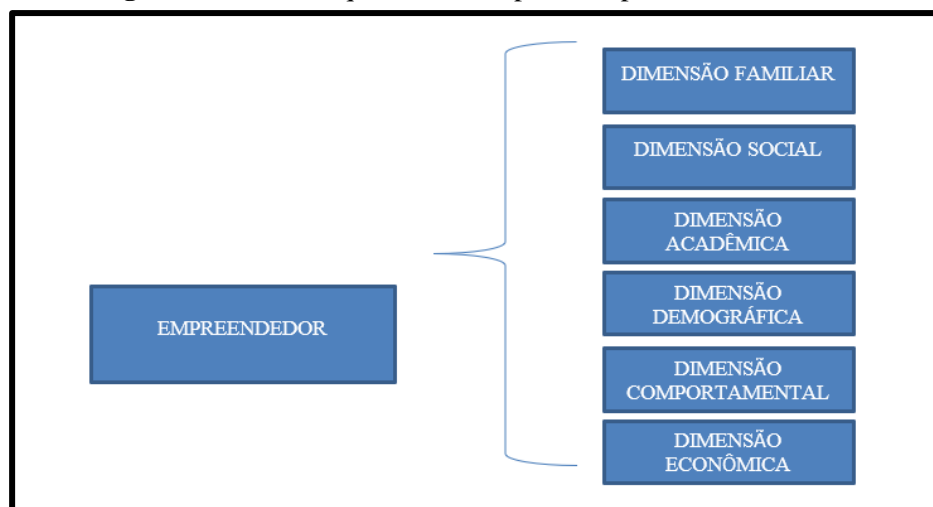 EMPREENDEDOR
DIMENSÃO FAMILIAR
DIMENSÃO SOCIAL
DIMENSÃO
ACADÊMICA
DIMENSÃO
DEMOGRÁFICA
DIMENSÃO
COMPORTAMENTAL
DIMENSÃO
ECONÔMICA